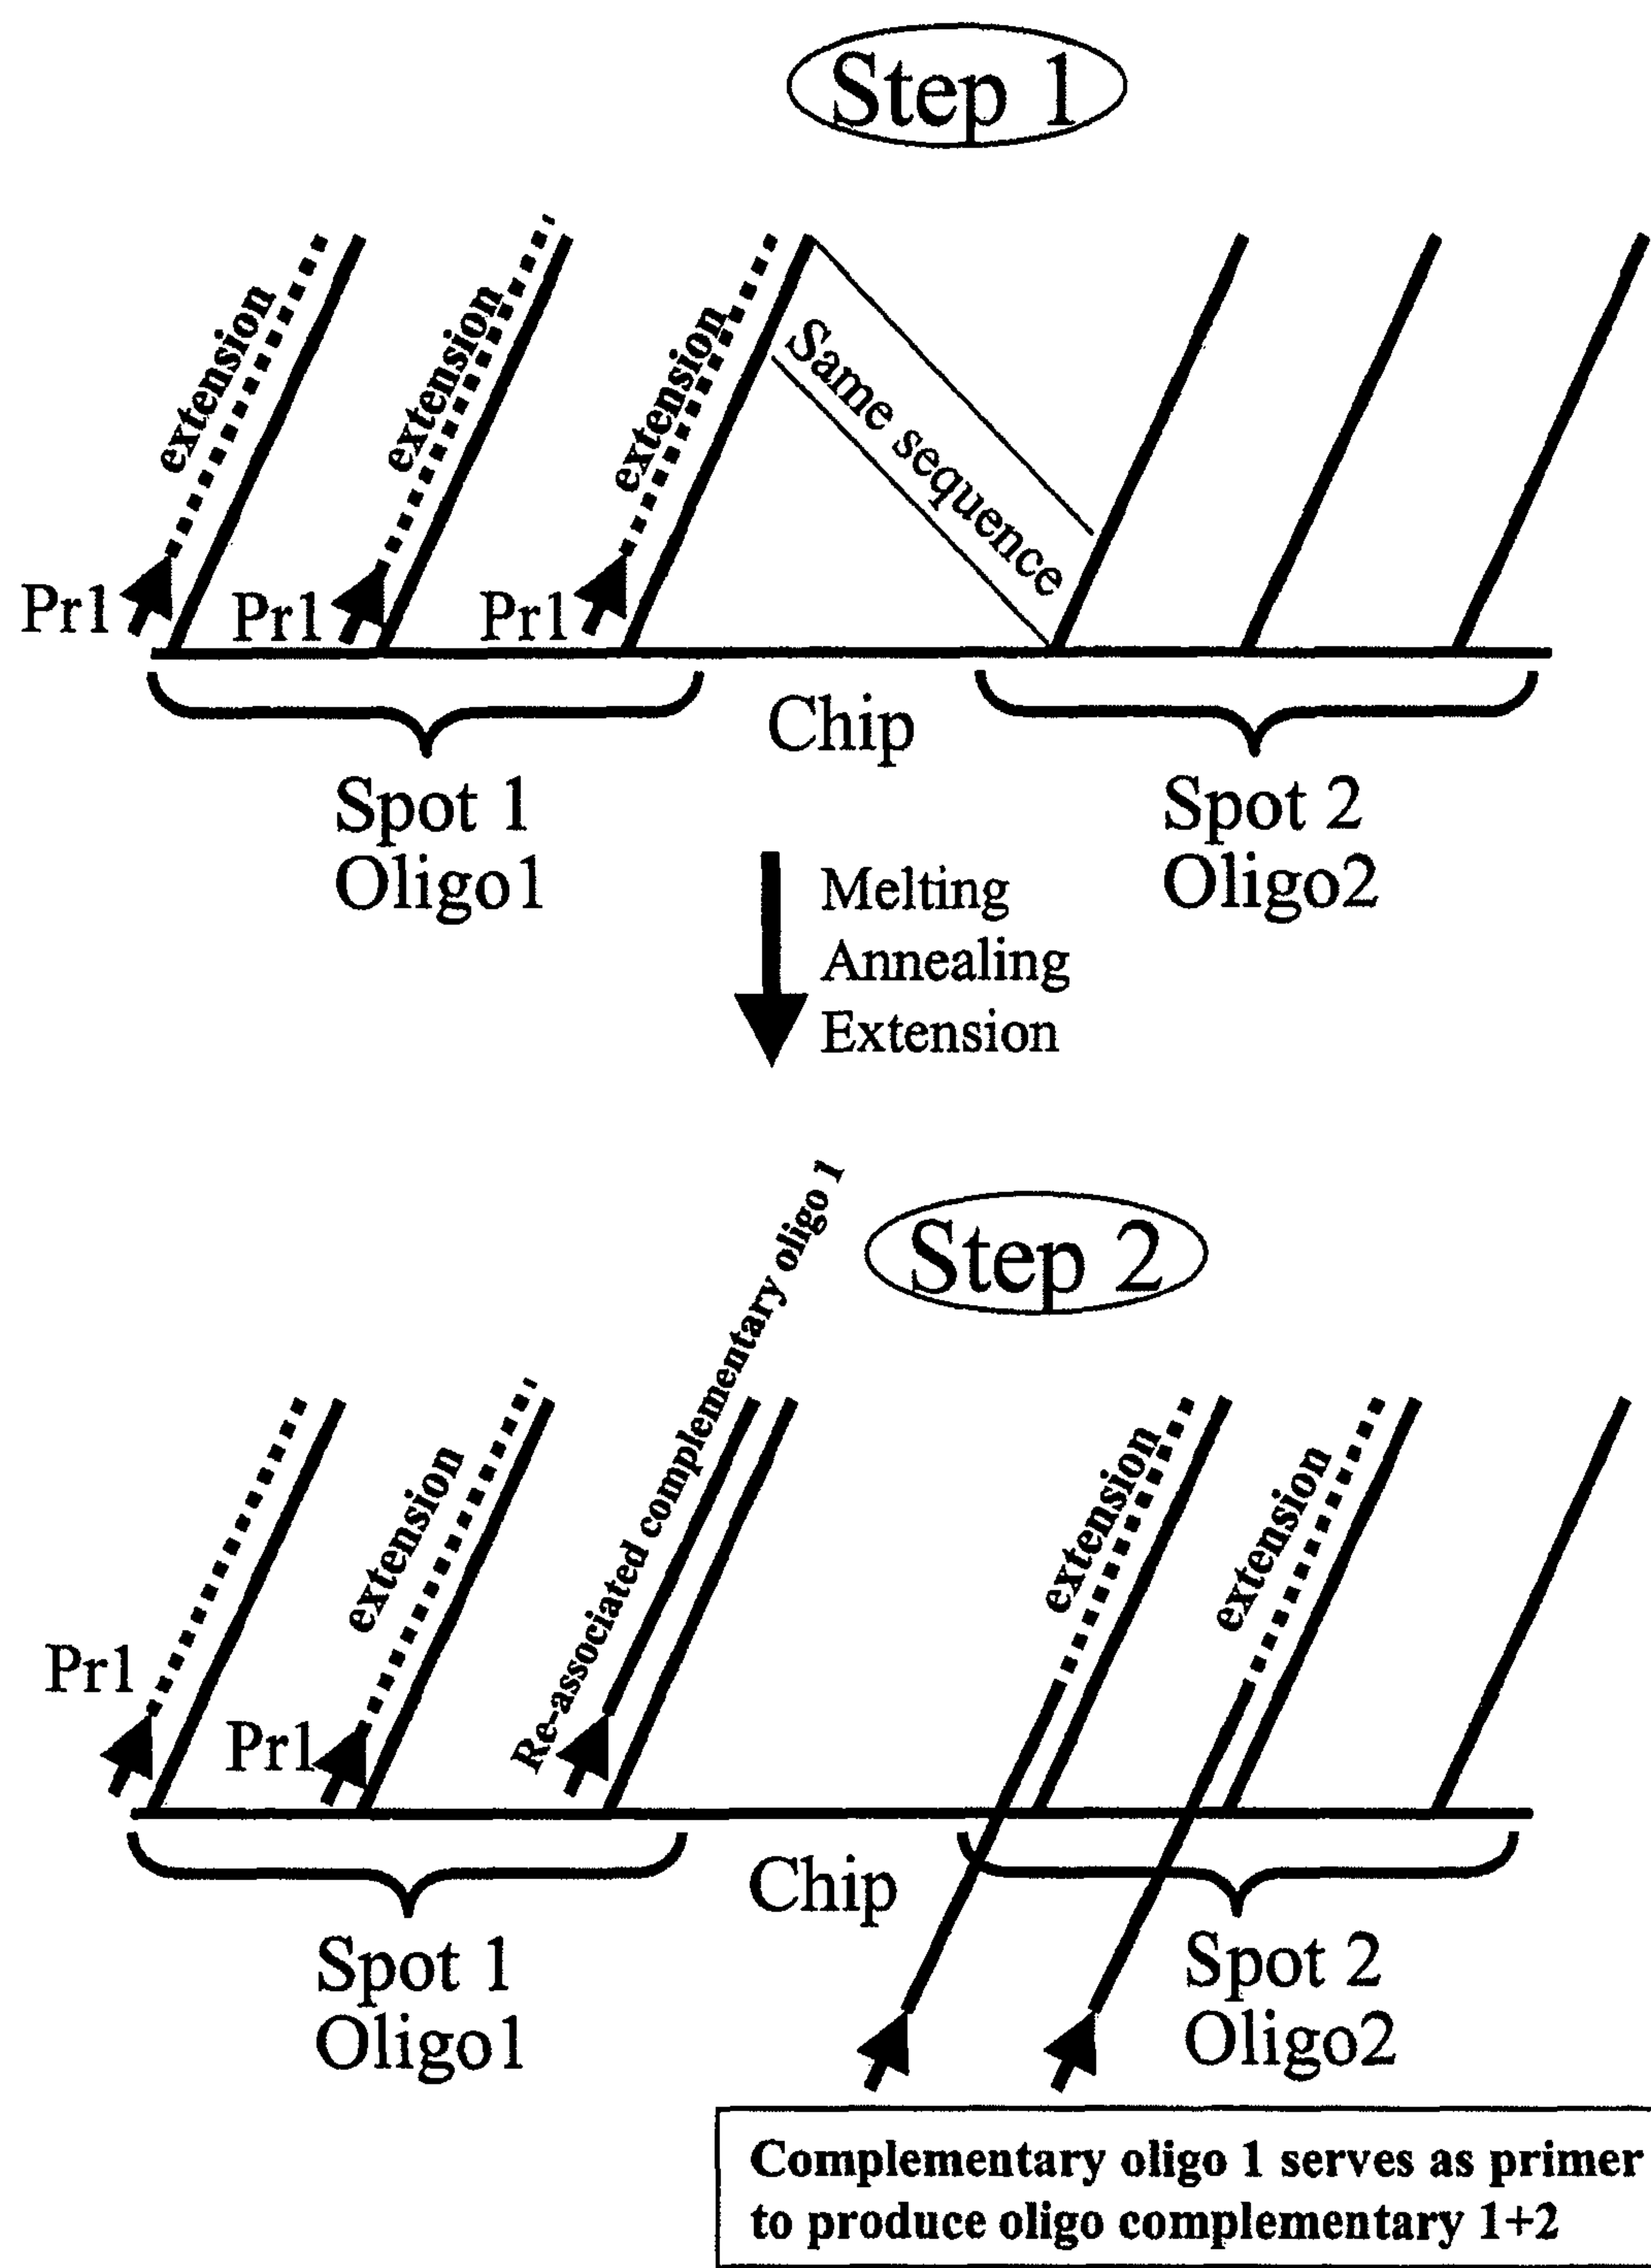 Step 1
extension
extension
extension
Same sequence
Pr1
Pr1
Pr1
Chip
Spot 1
Oligo1
Spot 2
Oligo2
Melting
Annealing
Extension
Step 2
Re-associated complementary oligo 1
extension
extension
extension
Pr1
Pr1
Chip
Spot 1
Oligo1
Spot 2
Oligo2
Complementary oligo 1 serves as primer
to produce oligo complementary 1+2